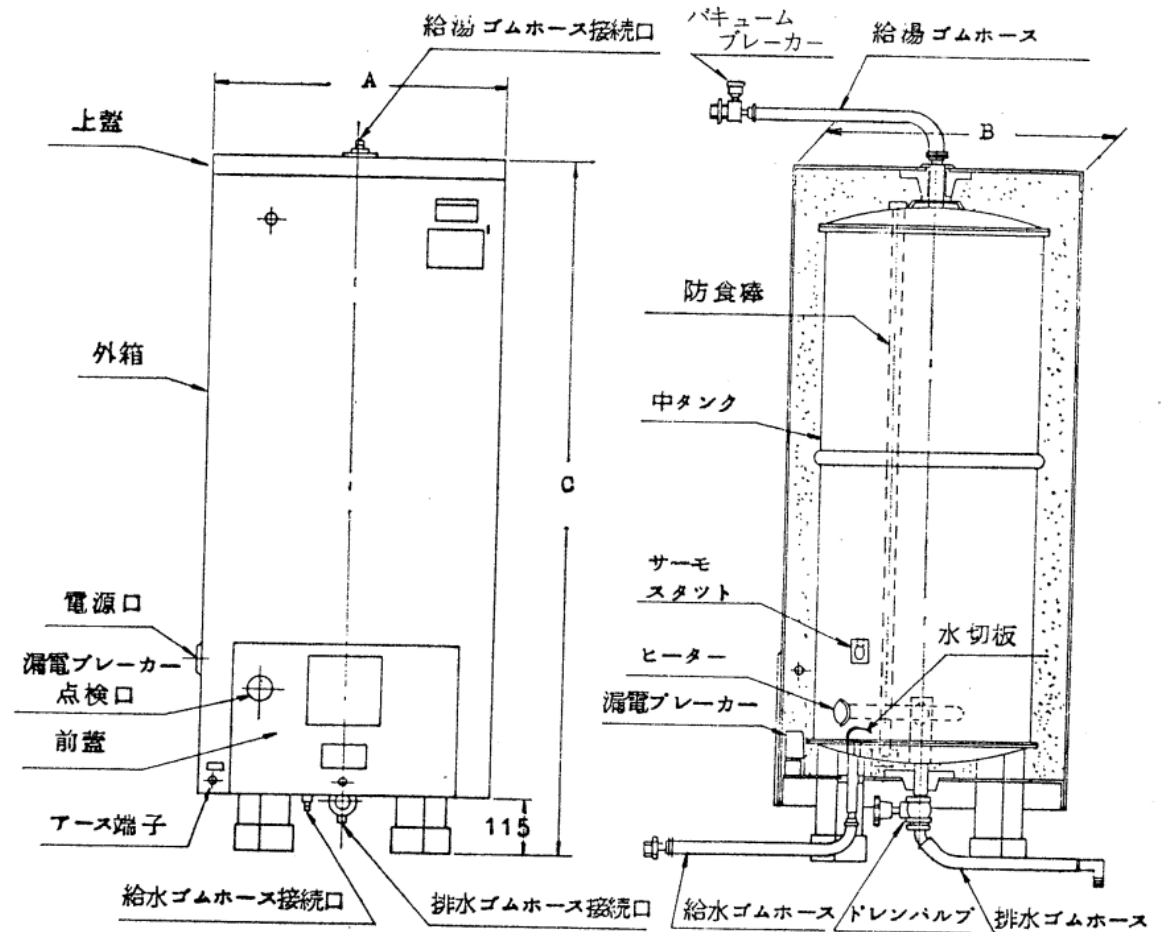 給湯ゴムホース接続口
A
上蓋
外箱
C
電源口
漏電ブレーカー
点検口
前蓋
アース端子
115
給水ゴムホース接続口
排水ゴムホース接続口
バキューム
ブレーカー
給湯ゴムホース
B
防食棒
中タンク
サーモ
スタット
水切板
ヒーター
漏電ブレーカー
給水ゴムホース
ドレンバルブ
排水ゴムホース